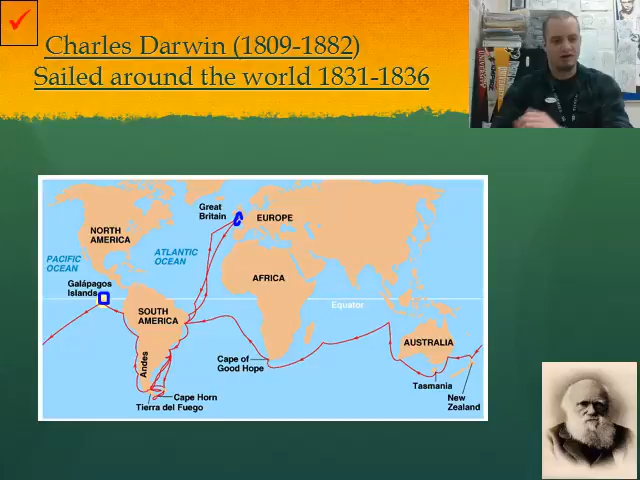 Charles Darwin (1809-1882)
Sailed around the world 1831-1836
Great
Britain
EUROPE
NORTH
AMERICA
ATLANTIC
OCEAN
PACIFIC
OCEAN
Galápagos
Islands
AFRICA
Equator
SOUTH
AMERICA
AUSTRALIA
Andes
Cape of
Good Hope
Tasmania
Cape Horn
Tierra del Fuego
New
Zealand